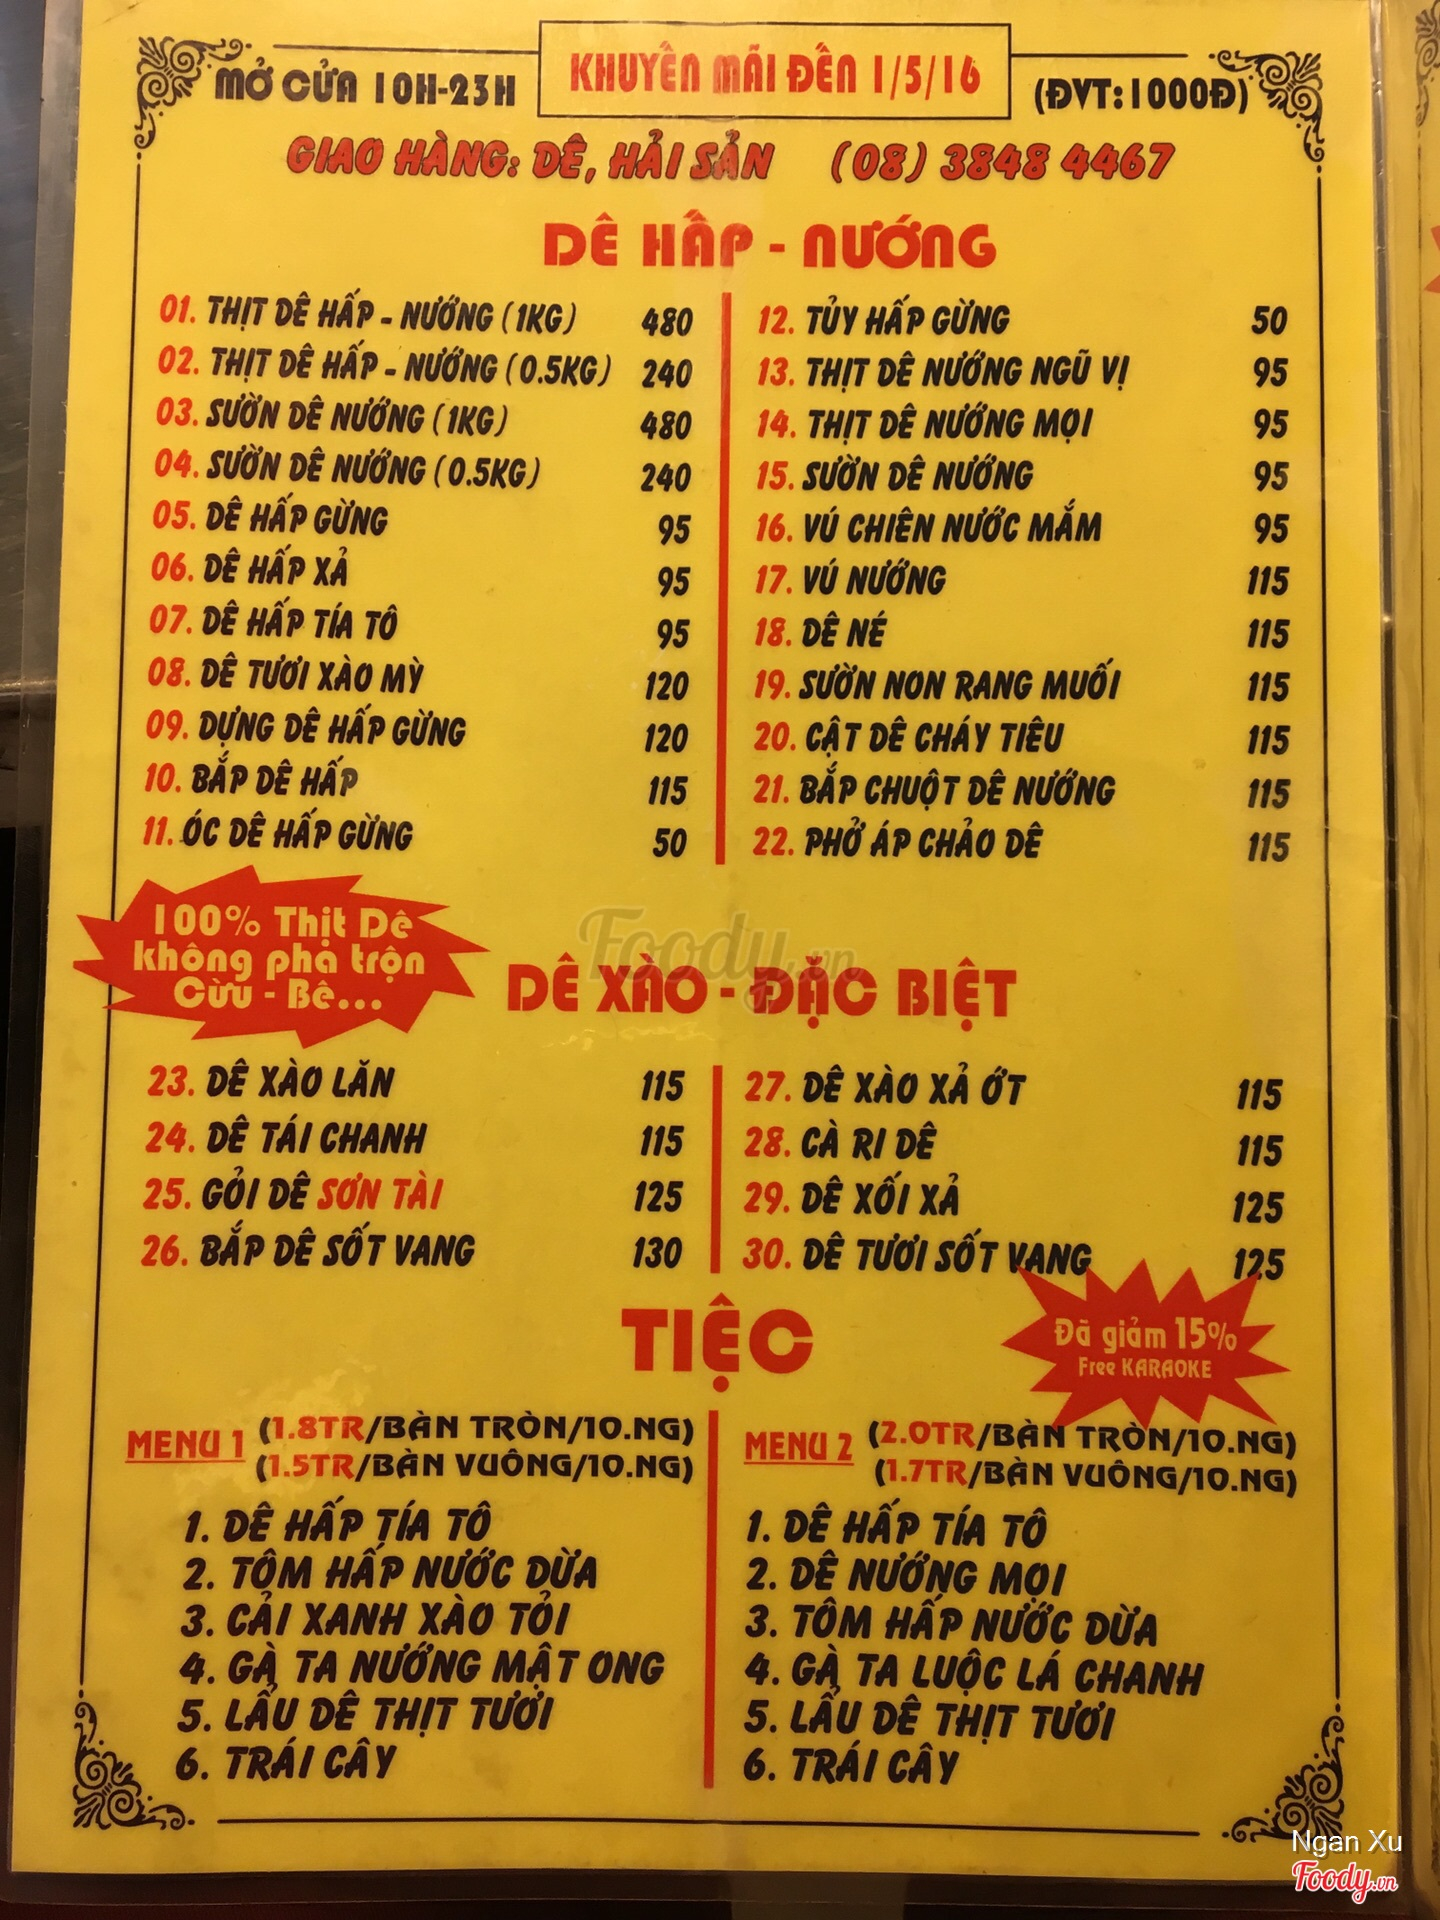 MỞ CỬA 10H-23H
KHUYÊN MÃI ĐẾN 1/5/16
(ĐVT:1000Đ)
GIAO HÀNG: DÊ, HẢI SẢN (08) 3848 4467
DÊ HẤP - NƯỚNG
01. THỊT DÊ HẤP - NƯỚNG (1KG) 480
02. THỊT DÊ HẤP - NƯỚNG (0.5KG) 240
03. SƯỜN DÊ NƯỚNG (1KG) 480
04. SƯỜN DÊ NƯỚNG (0.5KG) 240
05. DÊ HẤP GỪNG 95
06. DÊ HẤP XẢ 95
07. DÊ HẤP TÍA TÔ 95
08. DÊ TƯƠI XÀO MỲ 120
09. DỰNG DÊ HẤP GỪNG 120
10. BẮP DÊ HẤP 115
11. ÓC DÊ HẤP GỪNG 50
12. TỦY HẤP GỪNG 50
13. THỊT DÊ NƯỚNG NGŨ VỊ 95
14. THỊT DÊ NƯỚNG MỌI 95
15. SƯỜN DÊ NƯỚNG 95
16. VÚ CHIÊN NƯỚC MẮM 95
17. VÚ NƯỚNG 115
18. DÊ NÉ 115
19. SƯỜN NON RANG MUỐI 115
20. CẬT DÊ CHÁY TIÊU 115
21. BẮP CHUỘT DÊ NƯỚNG 115
22. PHỞ ÁP CHẢO DÊ 115
100% Thịt Dê
không pha trộn
Cừu - Bê...
Foody.vn
DÊ XÀO - ĐẶC BIỆT
23. DÊ XÀO LĂN 115
24. DÊ TÁI CHANH 115
25. GỎI DÊ SƠN TÀI 125
26. BẮP DÊ SỐT VANG 130
27. DÊ XÀO XẢ ỚT 115
28. CÀ RI DÊ 115
29. DÊ XỐI XẢ 125
30. DÊ TƯƠI SỐT VANG 125
TIỆC
Đã giảm 15%
Free KARAOKE
MENU 1 (1.8TR/BÀN TRÒN/10.NG)
(1.5TR/BÀN VUÔNG/10.NG)
1. DÊ HẤP TÍA TÔ
2. TÔM HẤP NƯỚC DỪA
3. CẢI XANH XÀO TỎI
4. GÀ TA NƯỚNG MẬT ONG
5. LẨU DÊ THỊT TƯƠI
6. TRÁI CÂY
MENU 2 (2.0TR/BÀN TRÒN/10.NG)
(1.7TR/BÀN VUÔNG/10.NG)
1. DÊ HẤP TÍA TÔ
2. DÊ NƯỚNG MỌI
3. TÔM HẤP NƯỚC DỪA
4. GÀ TA LUỘC LÁ CHANH
5. LẨU DÊ THỊT TƯƠI
6. TRÁI CÂY
Ngan Xu
Foody.vn